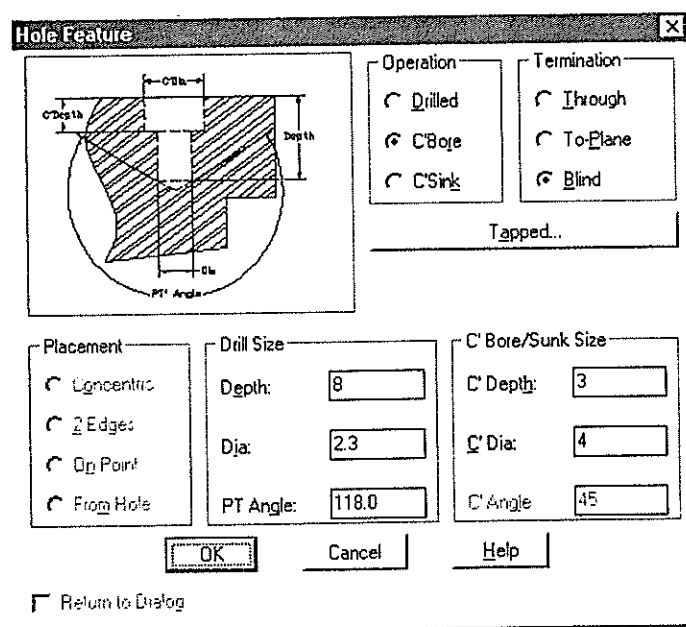 Hole Feature
C'Dia
C'Depth
Depth
Dia
PT' Angle
Operation
Drilled
C'Bore
C'Sink
Termination
Through
To-Plane
Blind
Tapped...
Placement
Concentric
2 Edges
On Point
From Hole
Drill Size
Depth: 8
Dia: 2.3
PT Angle: 118.0
C' Bore/Sunk Size
C' Depth: 3
C' Dia: 4
C' Angle 45
OK Cancel Help
Return to Dialog